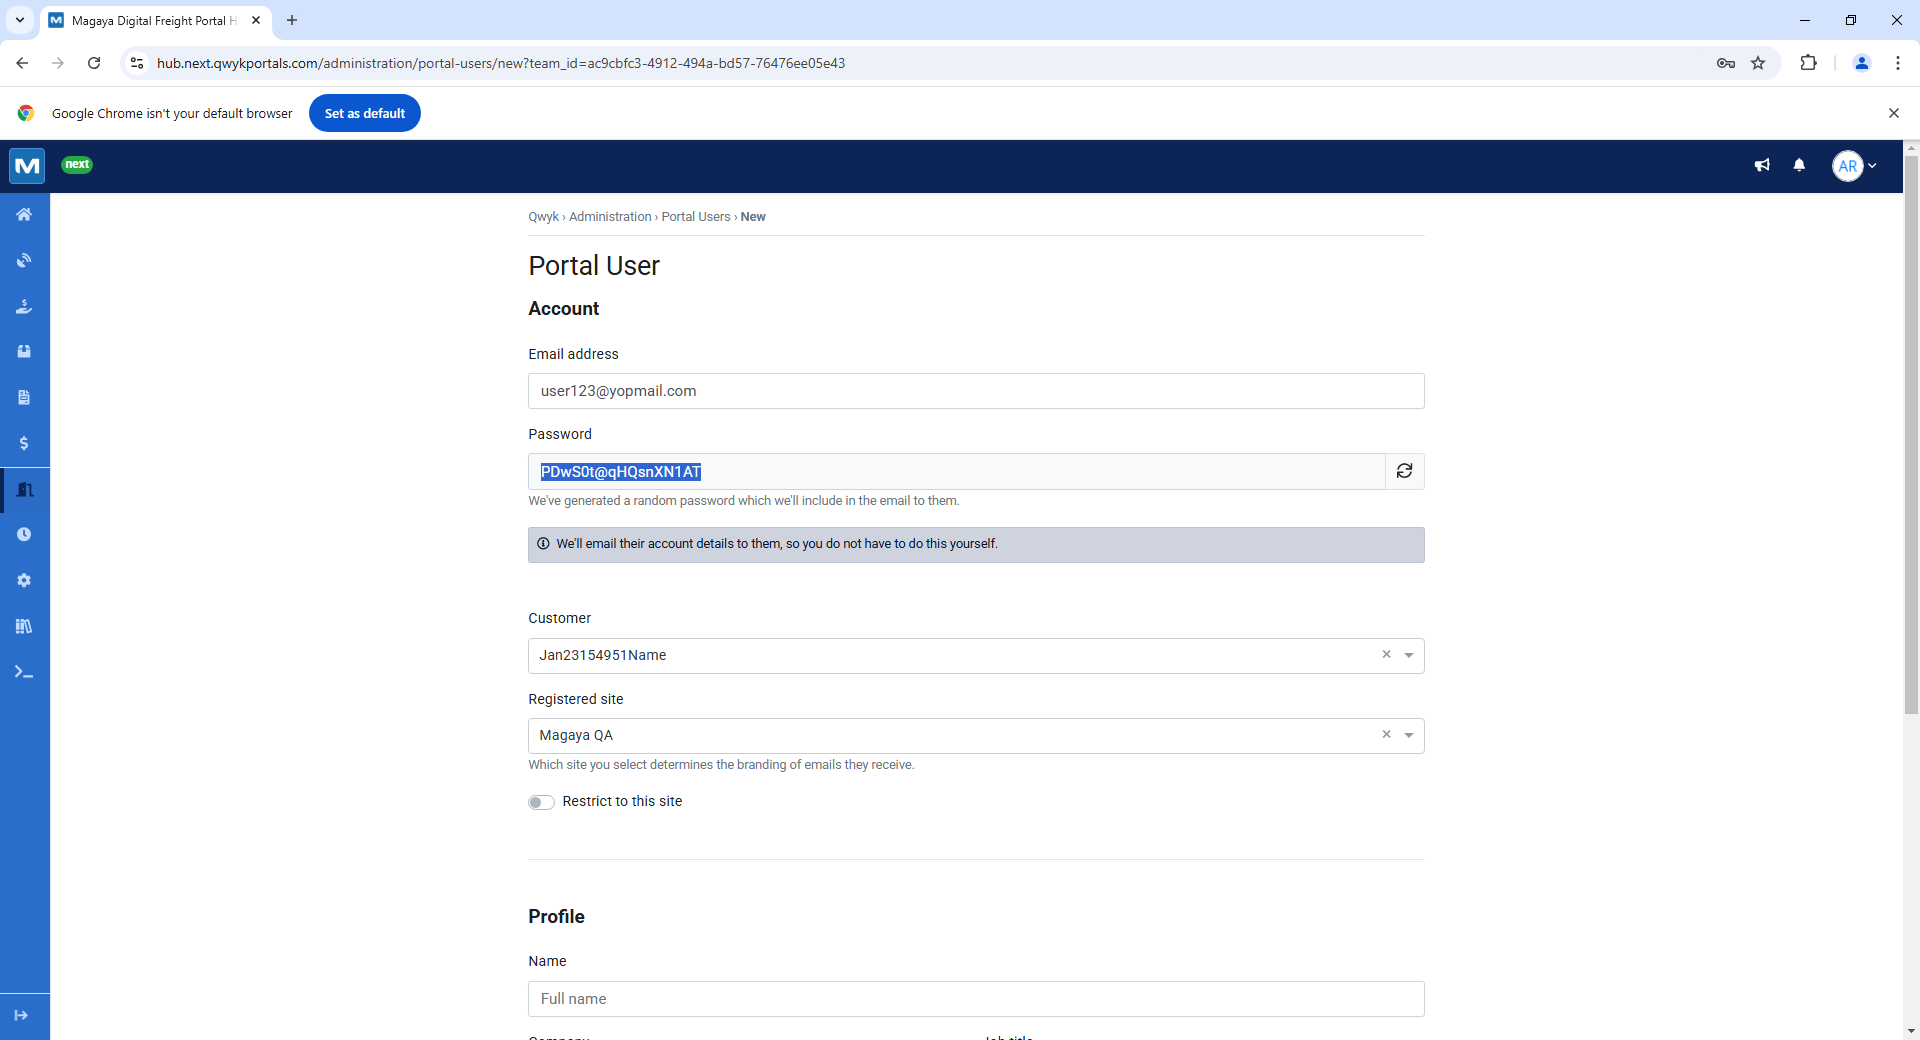 Magaya Digital Freight Portal H
hub.next.qwykportals.com/administration/portal-users/new?team_id=ac9cbfc3-4912-494a-bd57-76476ee05e43
Google Chrome isn't your default browser
Set as default
M
next
AR
Qwyk › Administration › Portal Users › New
Portal User
Account
Email address
user123@yopmail.com
Password
PDwS0t@qHQsnXN1AT
We've generated a random password which we'll include in the email to them.
We'll email their account details to them, so you do not have to do this yourself.
Customer
Jan23154951Name
Registered site
Magaya QA
Which site you select determines the branding of emails they receive.
Restrict to this site
Profile
Name
Full name
Company Job title